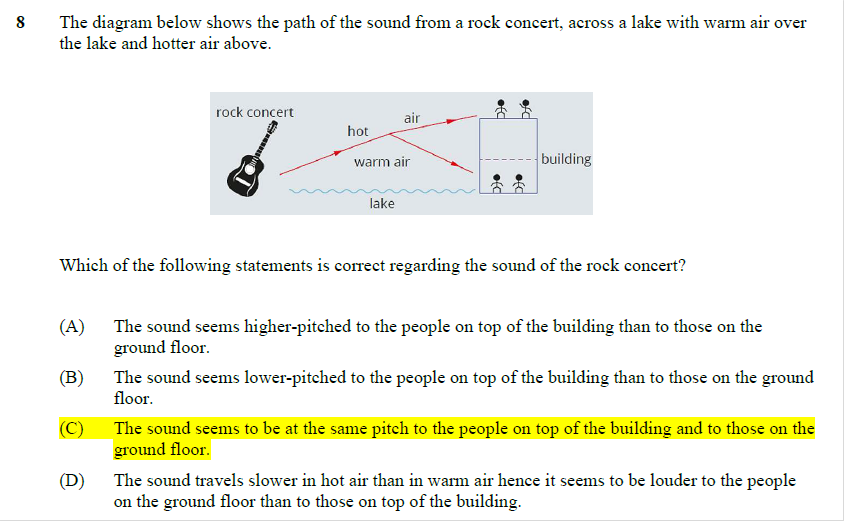 8 The diagram below shows the path of the sound from a rock concert, across a lake with warm air over
the lake and hotter air above.
rock concert
air
hot
warm air
building
lake
Which of the following statements is correct regarding the sound of the rock concert?
(A) The sound seems higher-pitched to the people on top of the building than to those on the
ground floor.
(B) The sound seems lower-pitched to the people on top of the building than to those on the ground
floor.
(C) The sound seems to be at the same pitch to the people on top of the building and to those on the
ground floor.
(D) The sound travels slower in hot air than in warm air hence it seems to be louder to the people
on the ground floor than to those on top of the building.